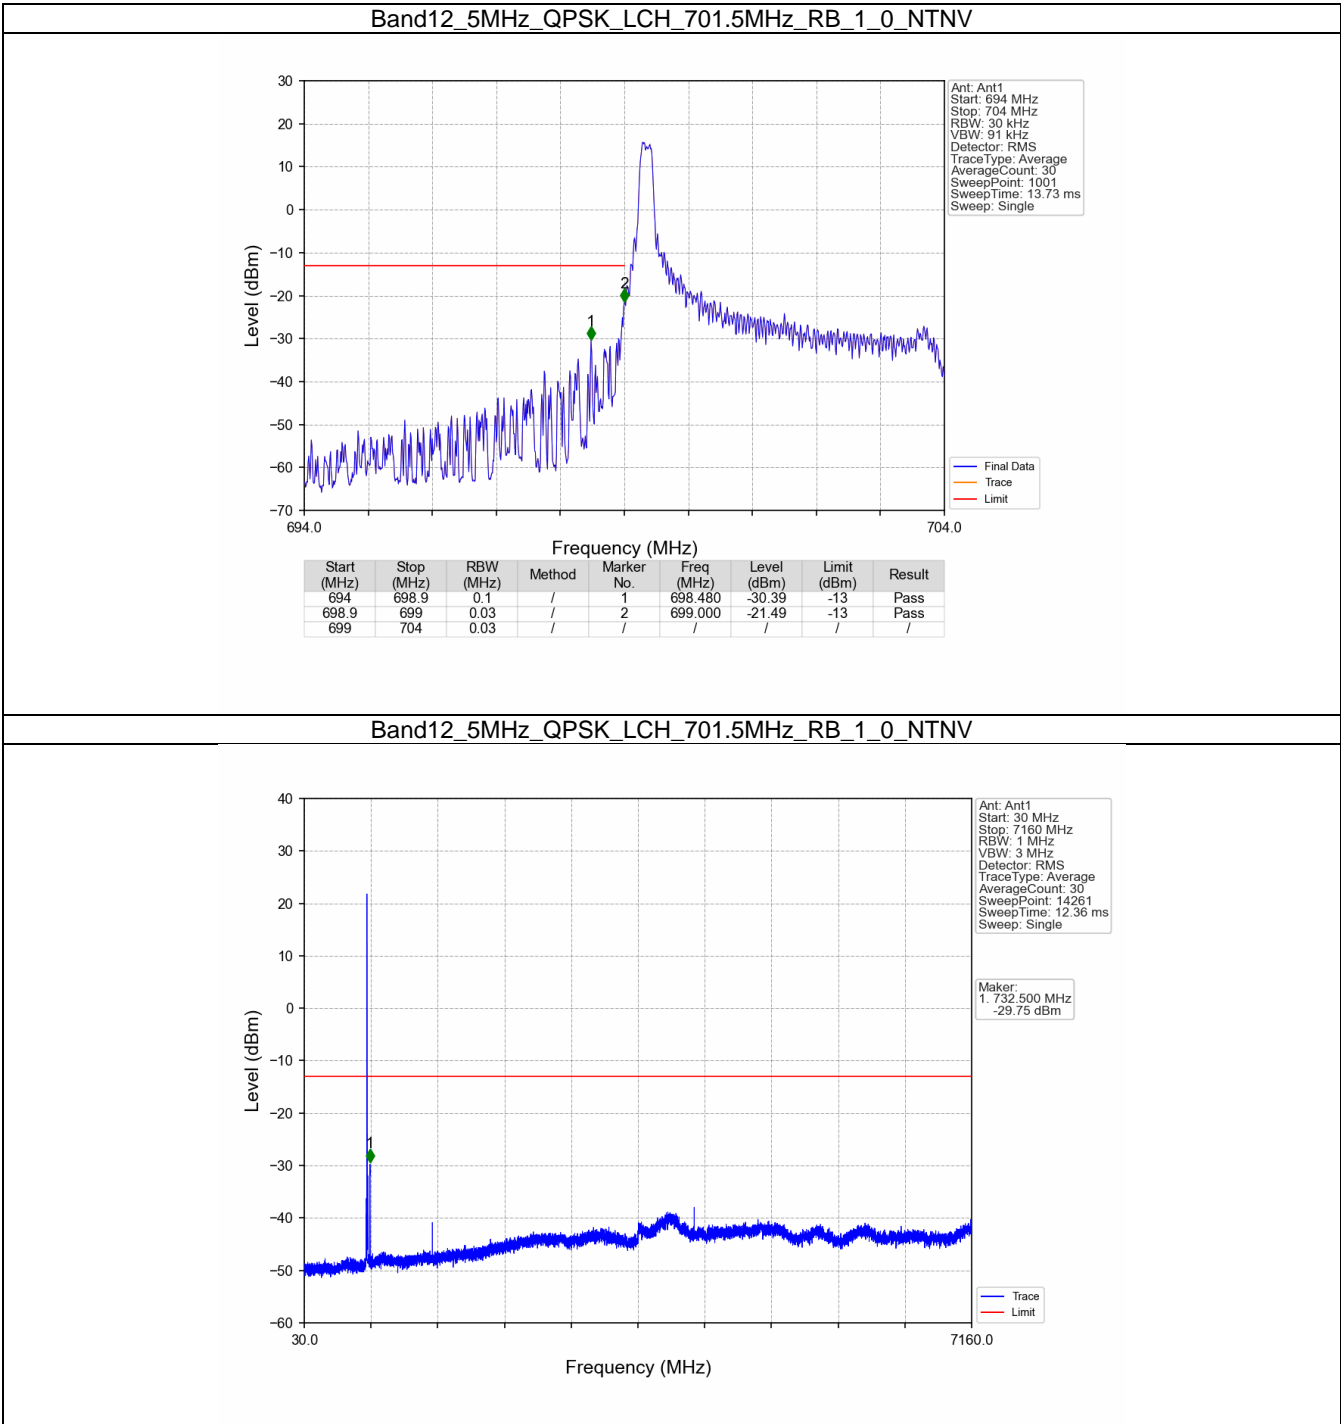 Band12_5MHz_QPSK_LCH_701.5MHz_RB_1_0_NTNV
30
20
10
0
−10
−20
−30
−40
−50
−60
−70
Level (dBm)
1
2
694.0
704.0
Frequency (MHz)
Ant: Ant1
Start: 694 MHz
Stop: 704 MHz
RBW: 30 kHz
VBW: 91 kHz
Detector: RMS
TraceType: Average
AverageCount: 30
SweepPoint: 1001
SweepTime: 13.73 ms
Sweep: Single
Final Data
Trace
Limit
Start (MHz) Stop (MHz) RBW (MHz) Method Marker No. Freq (MHz) Level (dBm) Limit (dBm) Result
694 698.9 0.1 / 1 698.480 -30.39 -13 Pass
698.9 699 0.03 / 2 699.000 -21.49 -13 Pass
699 704 0.03 / / / / / /
Band12_5MHz_QPSK_LCH_701.5MHz_RB_1_0_NTNV
40
30
20
10
0
−10
−20
−30
−40
−50
−60
Level (dBm)
1
30.0
7160.0
Frequency (MHz)
Ant: Ant1
Start: 30 MHz
Stop: 7160 MHz
RBW: 1 MHz
VBW: 3 MHz
Detector: RMS
TraceType: Average
AverageCount: 30
SweepPoint: 14261
SweepTime: 12.36 ms
Sweep: Single
Maker:
1. 732.500 MHz
-29.75 dBm
Trace
Limit